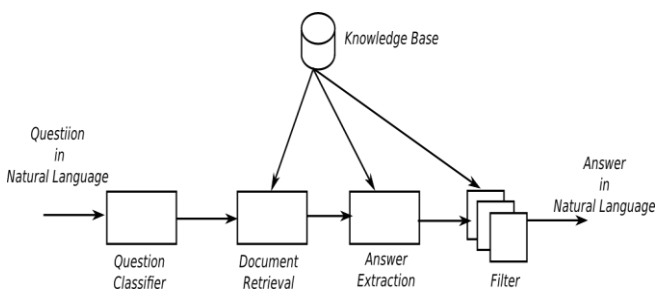 Knowledge Base
Questiion
in
Natural Language
Answer
in
Natural Language
Question
Classifier
Document
Retrieval
Answer
Extraction
Filter